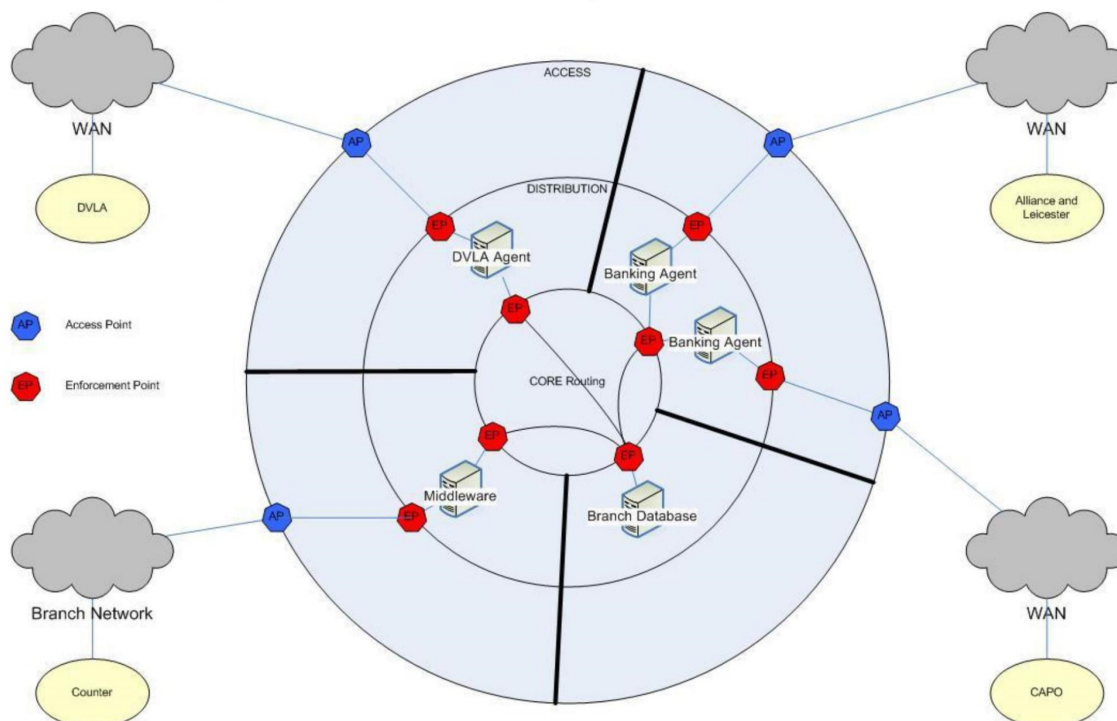 ACCESS
WAN
WAN
AP
AP
DVLA
DISTRIBUTION
Alliance and
Leicester
EP
EP
DVLA Agent
Banking Agent
EP
AP
Access Point
EP
Banking Agent
EP
Enforcement Point
CORE Routing
EP
AP
EP
EP
Middleware
Branch Database
AP
EP
Branch Network
WAN
Counter
CAPO